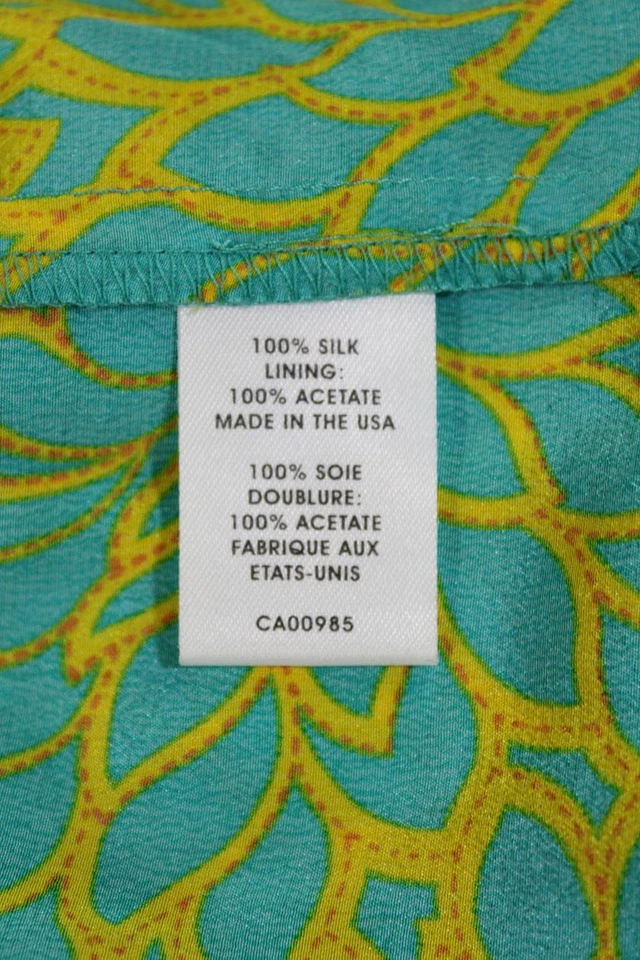 100% SILK
LINING:
100% ACETATE
MADE IN THE USA
100% SOIE
DOUBLURE:
100% ACETATE
FABRIQUE AUX
ETATS-UNIS
CA00985